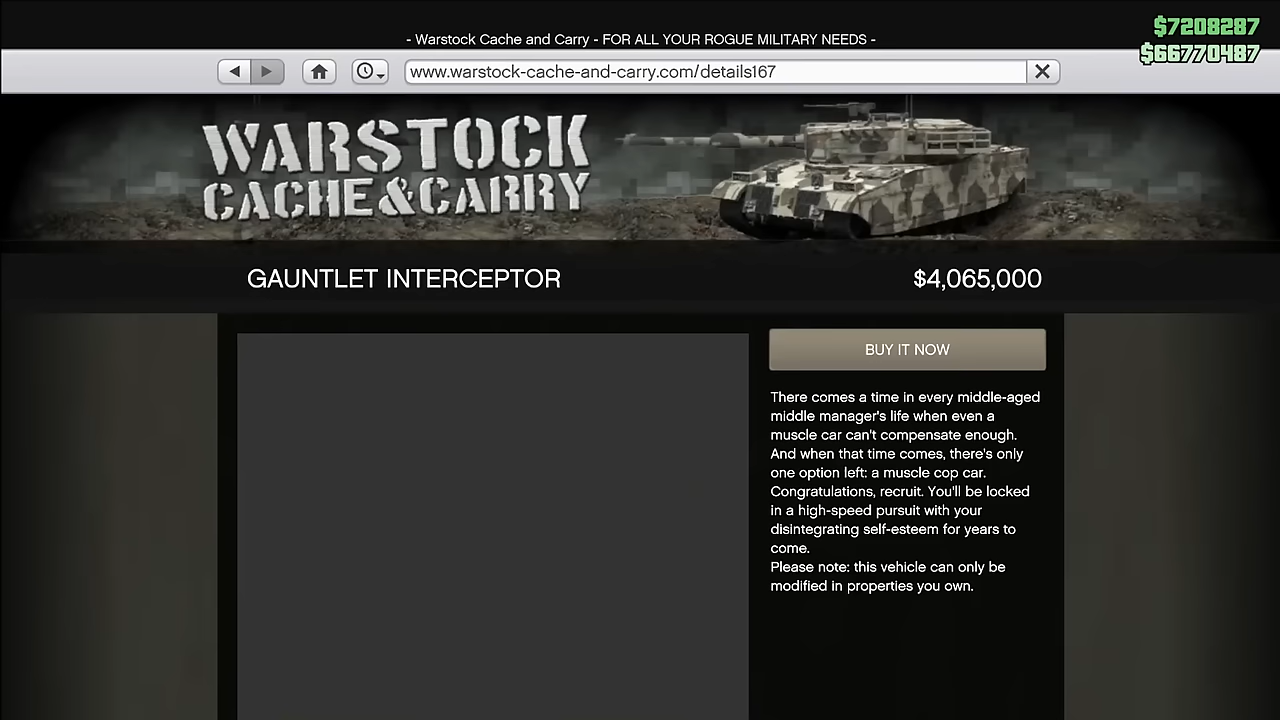 $7208287
- Warstock Cache and Carry - FOR ALL YOUR ROGUE MILITARY NEEDS -
$66770487
www.warstock-cache-and-carry.com/details167
WARSTOCK
CACHE&CARRY
GAUNTLET INTERCEPTOR
$4,065,000
BUY IT NOW
There comes a time in every middle-aged
middle manager's life when even a
muscle car can't compensate enough.
And when that time comes, there's only
one option left: a muscle cop car.
Congratulations, recruit. You'll be locked
in a high-speed pursuit with your
disintegrating self-esteem for years to
come.
Please note: this vehicle can only be
modified in properties you own.